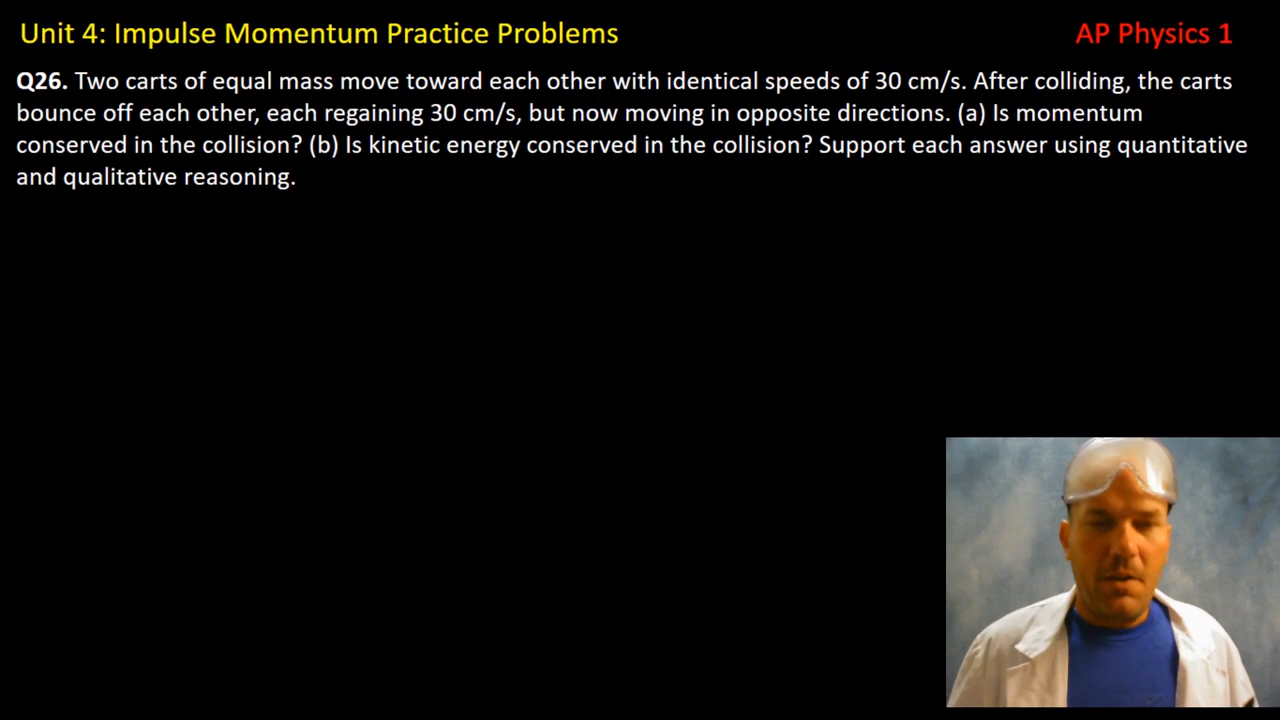 Unit 4: Impulse Momentum Practice Problems
AP Physics 1
Q26. Two carts of equal mass move toward each other with identical speeds of 30 cm/s. After colliding, the carts
bounce off each other, each regaining 30 cm/s, but now moving in opposite directions. (a) Is momentum
conserved in the collision? (b) Is kinetic energy conserved in the collision? Support each answer using quantitative
and qualitative reasoning.